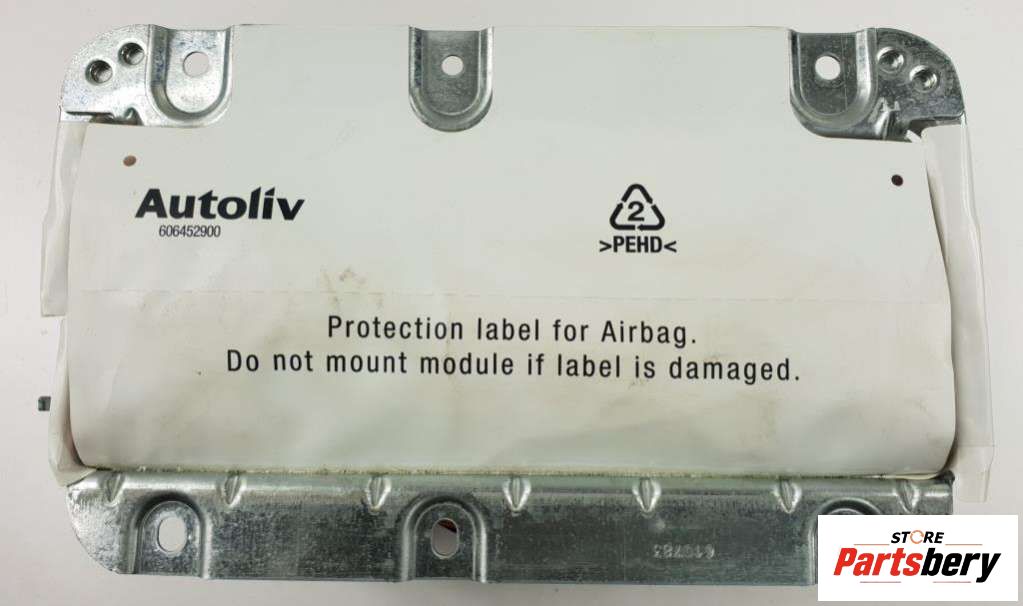 Autoliv
606452900
2
>PEHD<
Protection label for Airbag.
Do not mount module if label is damaged.
STORE
Partsbery